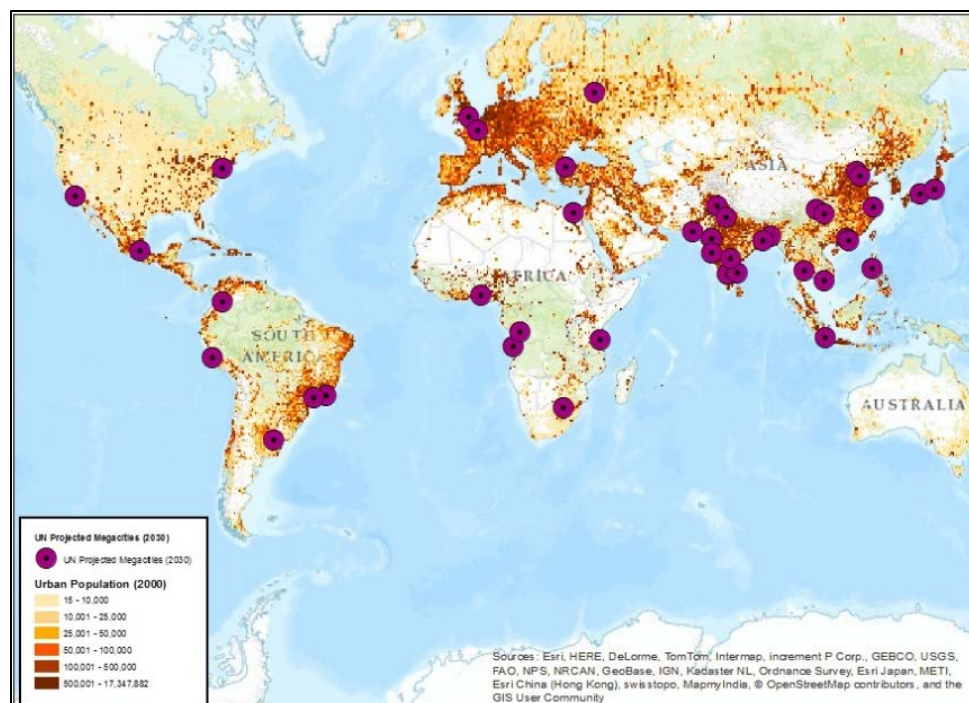 ASIA
AFRICA
SOUTH
AMERICA
AUSTRALIA
UN Projected Megacities (2030)
UN Projected Megacities (2030)
Urban Population (2000)
15 - 10,000
10,001 - 25,000
25,001 - 50,000
50,001 - 100,000
100,001 - 500,000
500,001 - 17,347,882
Sources: Esri, HERE, DeLorme, TomTom, Intermap, increment P Corp., GEBCO, USGS,
FAO, NPS, NRCAN, GeoBase, IGN, Kadaster NL, Ordnance Survey, Esri Japan, METI,
Esri China (Hong Kong), swisstopo, MapmyIndia, © OpenStreetMap contributors, and the
GIS User Community